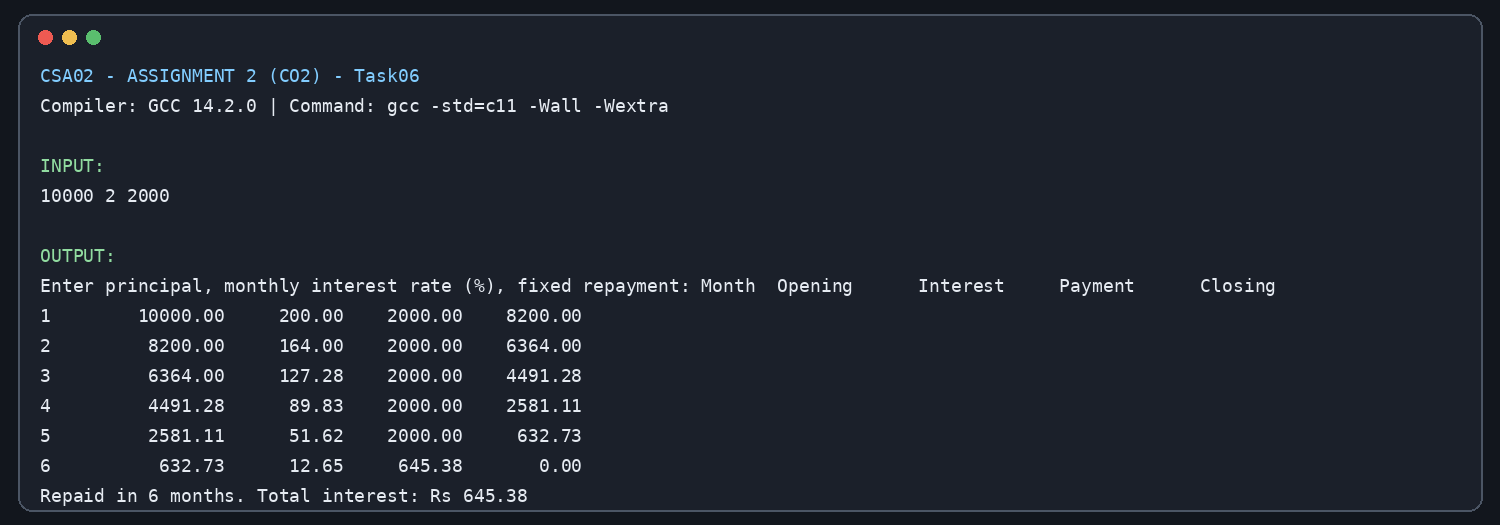 CSA02 - ASSIGNMENT 2 (CO2) - Task06
Compiler: GCC 14.2.0 | Command: gcc -std=c11 -Wall -Wextra
INPUT:
10000 2 2000
OUTPUT:
Enter principal, monthly interest rate (%), fixed repayment: Month  Opening      Interest     Payment      Closing
1        10000.00     200.00    2000.00    8200.00
2         8200.00     164.00    2000.00    6364.00
3         6364.00     127.28    2000.00    4491.28
4         4491.28      89.83    2000.00    2581.11
5         2581.11      51.62    2000.00     632.73
6          632.73      12.65     645.38       0.00
Repaid in 6 months. Total interest: Rs 645.38